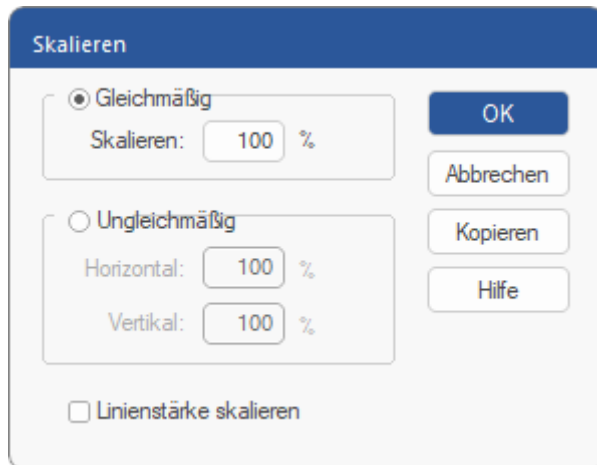 Skalieren
Gleichmäßig
Skalieren: 100 %
Ungleichmäßig
Horizontal: 100 %
Vertikal: 100 %
Linienstärke skalieren
OK
Abbrechen
Kopieren
Hilfe